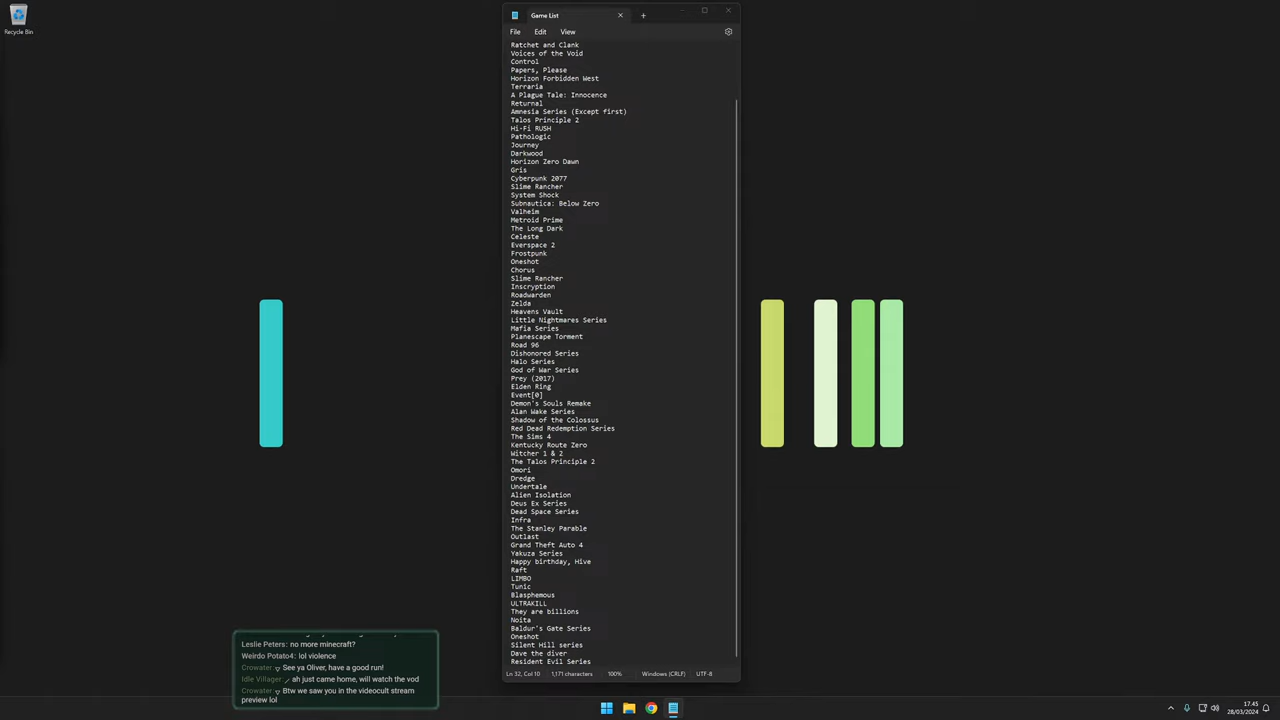 Recycle Bin
Game List
File Edit View
Ratchet and Clank
Voices of the Void
Control
Papers, Please
Horizon Forbidden West
Terraria
A Plague Tale: Innocence
Returnal
Amnesia Series (Except first)
Talos Principle 2
Hi-Fi RUSH
Pathologic
Journey
Darkwood
Horizon Zero Dawn
Gris
Cyberpunk 2077
Slime Rancher
System Shock
Subnautica: Below Zero
Valheim
Metroid Prime
The Long Dark
Celeste
Everspace 2
Frostpunk
Oneshot
Chorus
Slime Rancher
Inscryption
Roadwarden
Zelda
Heavens Vault
Little Nightmares Series
Mafia Series
Planescape Torment
Road 96
Dishonored Series
Halo Series
God of War Series
Prey (2017)
Elden Ring
Event[0]
Demon's Souls Remake
Alan Wake Series
Shadow of the Colossus
Red Dead Redemption Series
The Sims 4
Kentucky Route Zero
Witcher 1 & 2
The Talos Principle 2
Omori
Dredge
Undertale
Alien Isolation
Deus Ex Series
Dead Space Series
Infra
The Stanley Parable
Outlast
Grand Theft Auto 4
Yakuza Series
Happy birthday, Hive
Raft
LIMBO
Tunic
Blasphemous
ULTRAKILL
They are billions
Noita
Baldur's Gate Series
Oneshot
Silent Hill series
Dave the diver
Resident Evil Series
Ln 32, Col 10 1,171 characters 100% Windows (CRLF) UTF-8
Leslie Peters: no more minecraft?
Weirdo Potato4: lol violence
Crowater See ya Oliver, have a good run!
Idle Villager: ah just came home, will watch the vod
Crowater Btw we saw you in the videocult stream
preview lol
17.45
28/03/2024